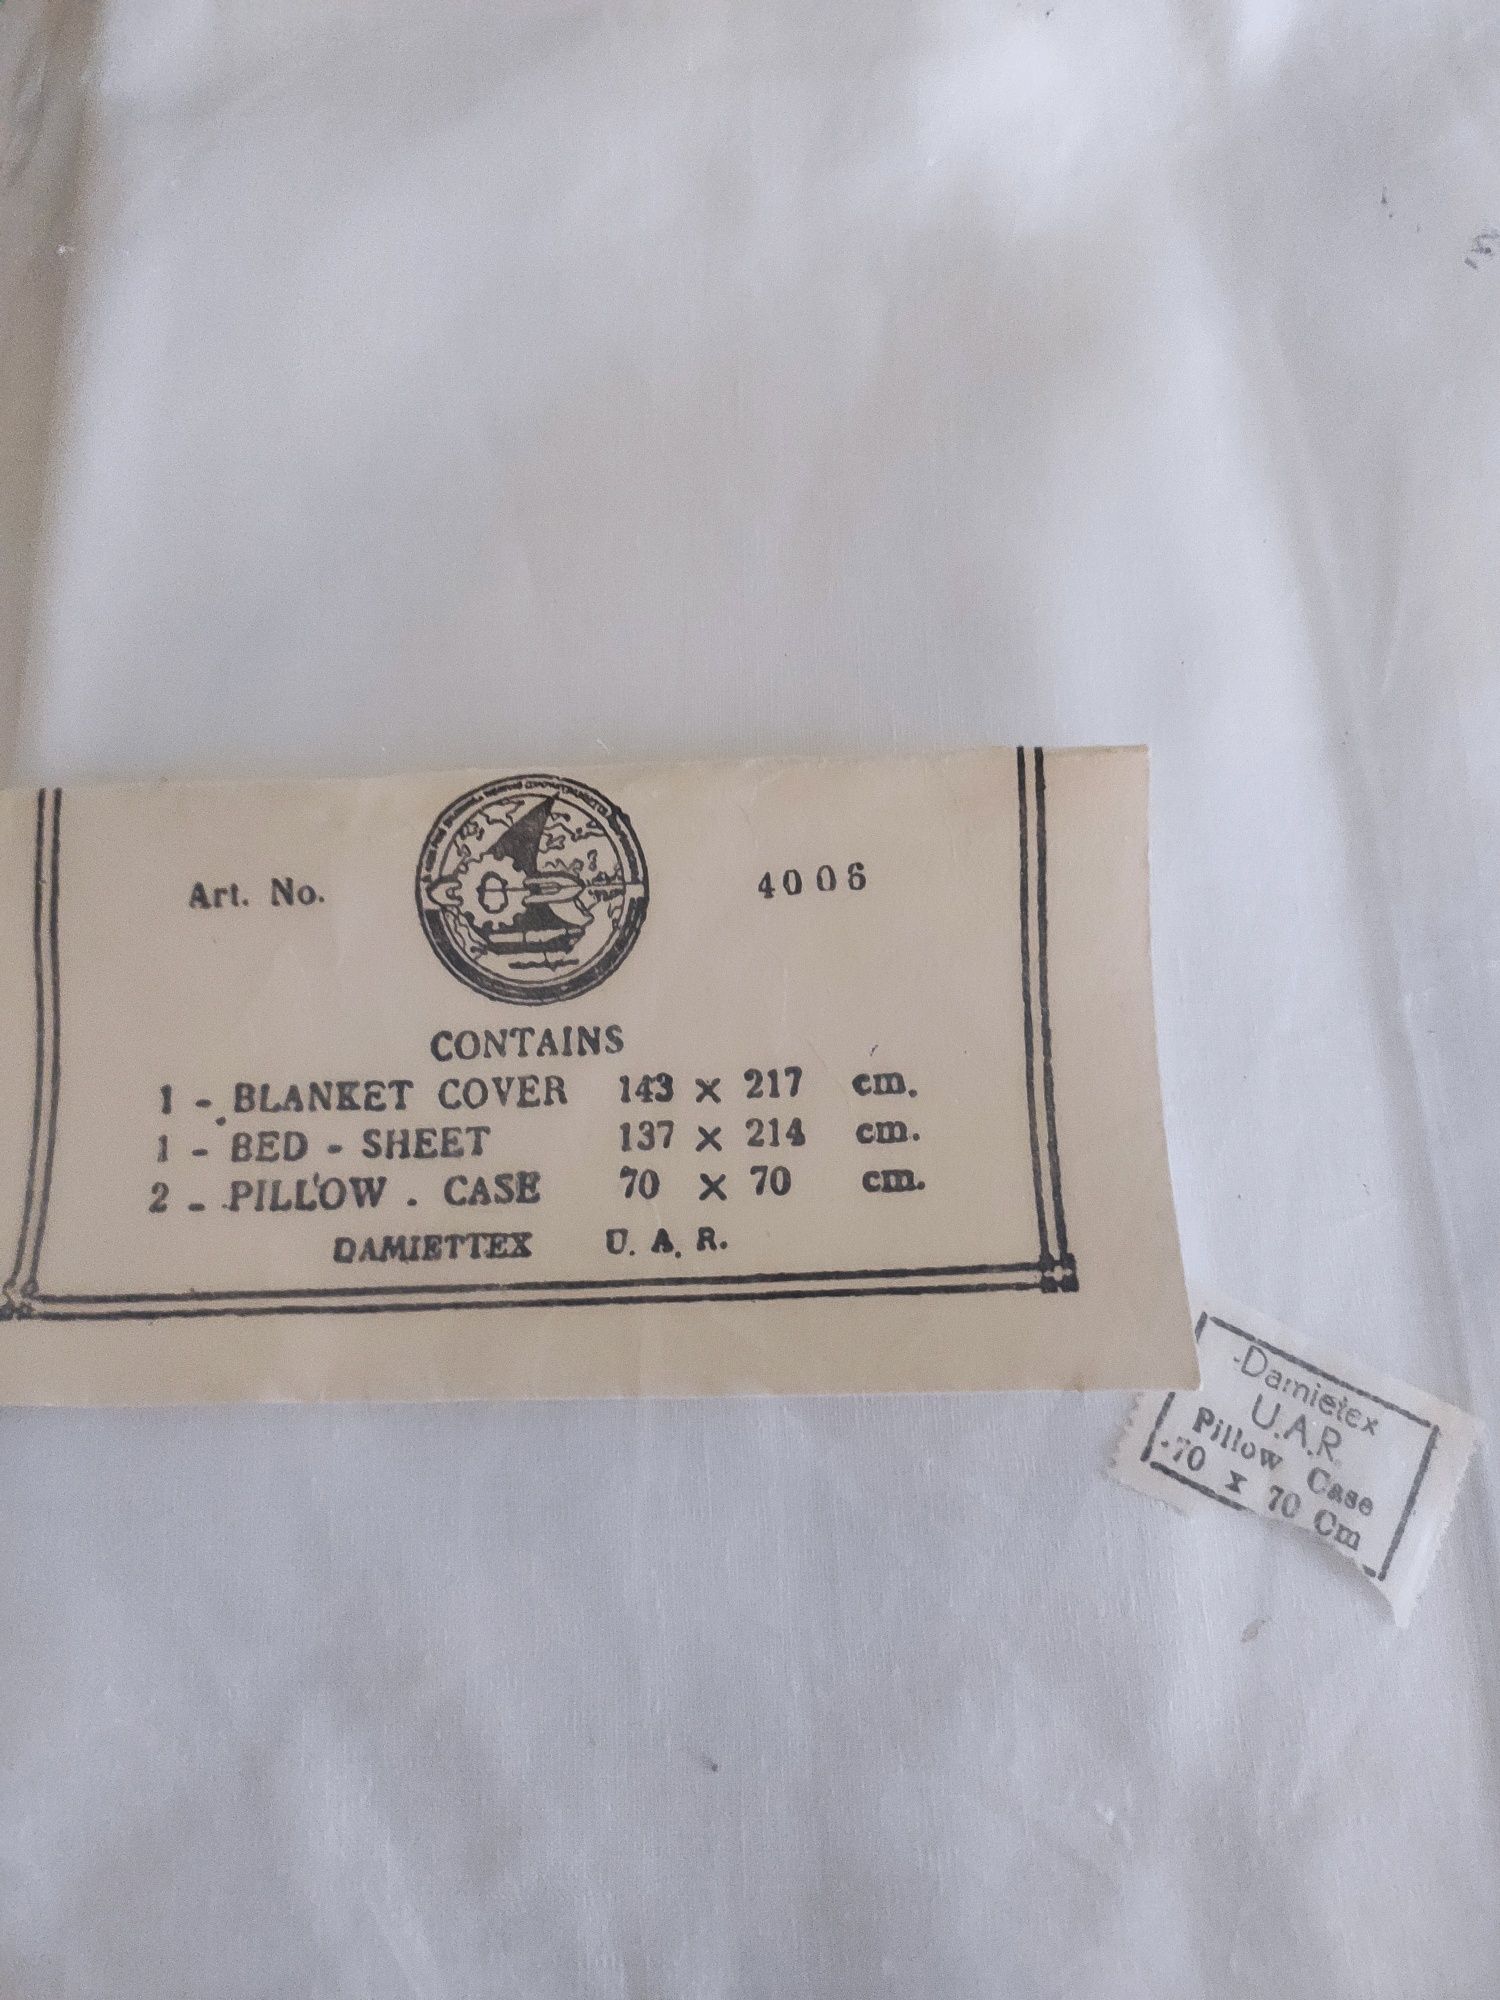 Art. No. 4006
CONTAINS
1 - BLANKET COVER 143 x 217 cm.
1 - BED - SHEET 137 x 214 cm.
2 - PILLOW . CASE 70 x 70 cm.
DAMIETTEX U. A. R.
Damietex
U.A.R
Pillow Case
70 x 70 Cm